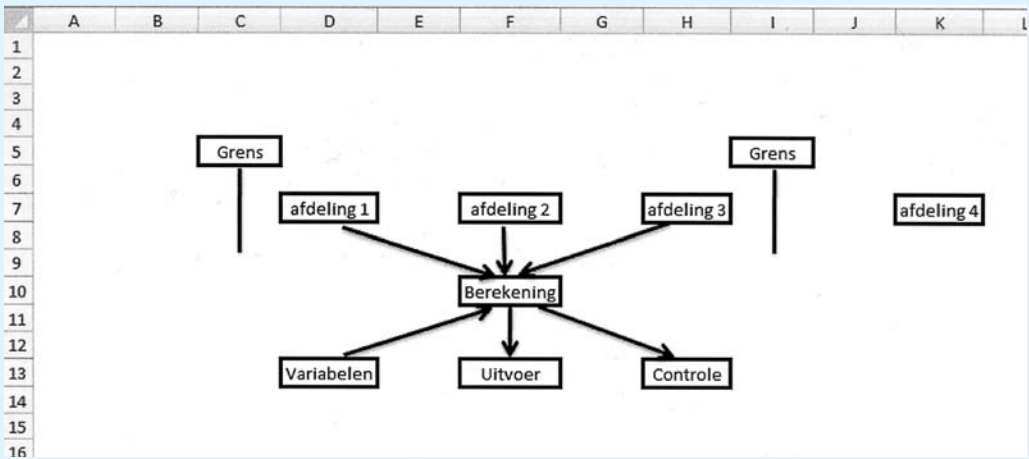 A B C D E F G H I J K L
1
2
3
4
5 Grens Grens
6
7 afdeling 1 afdeling 2 afdeling 3 afdeling 4
8
9
10 Berekening
11
12
13 Variabelen Uitvoer Controle
14
15
16